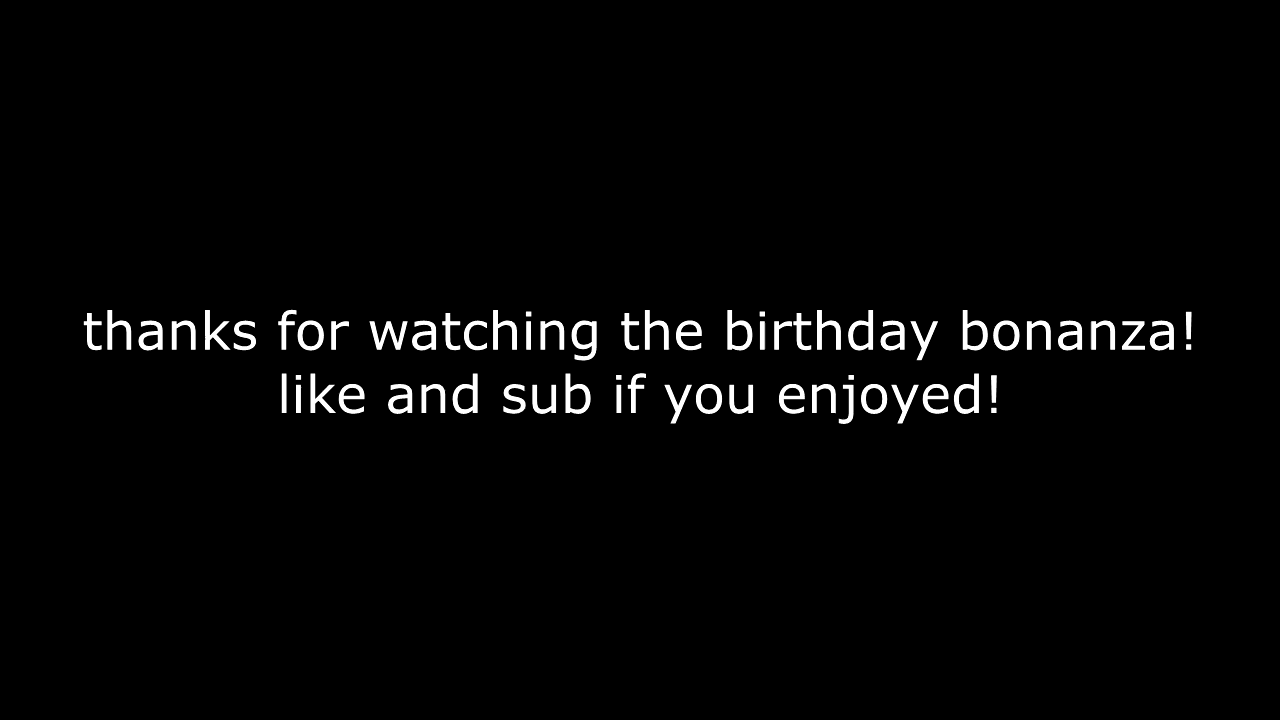 thanks for watching the birthday bonanza!
like and sub if you enjoyed!